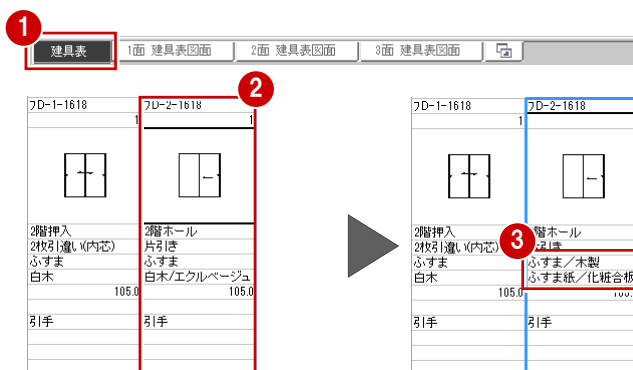 1
建具表
1面 建具表図面
2面 建具表図面
3面 建具表図面
2
フD-1-1618
フD-2-1618
1
1
2階押入
2階ホール
2枚引違い(内芯)
片引き
ふすま
ふすま
白木
白木/エクルベージュ
105.0
105.0
引手
引手
フD-1-1618
フD-2-1618
1
3
2階押入
階ホール
2枚引違い(内芯)
ふすま
ふすま/木製
白木
ふすま紙/化粧合板
105.0
引手
引手